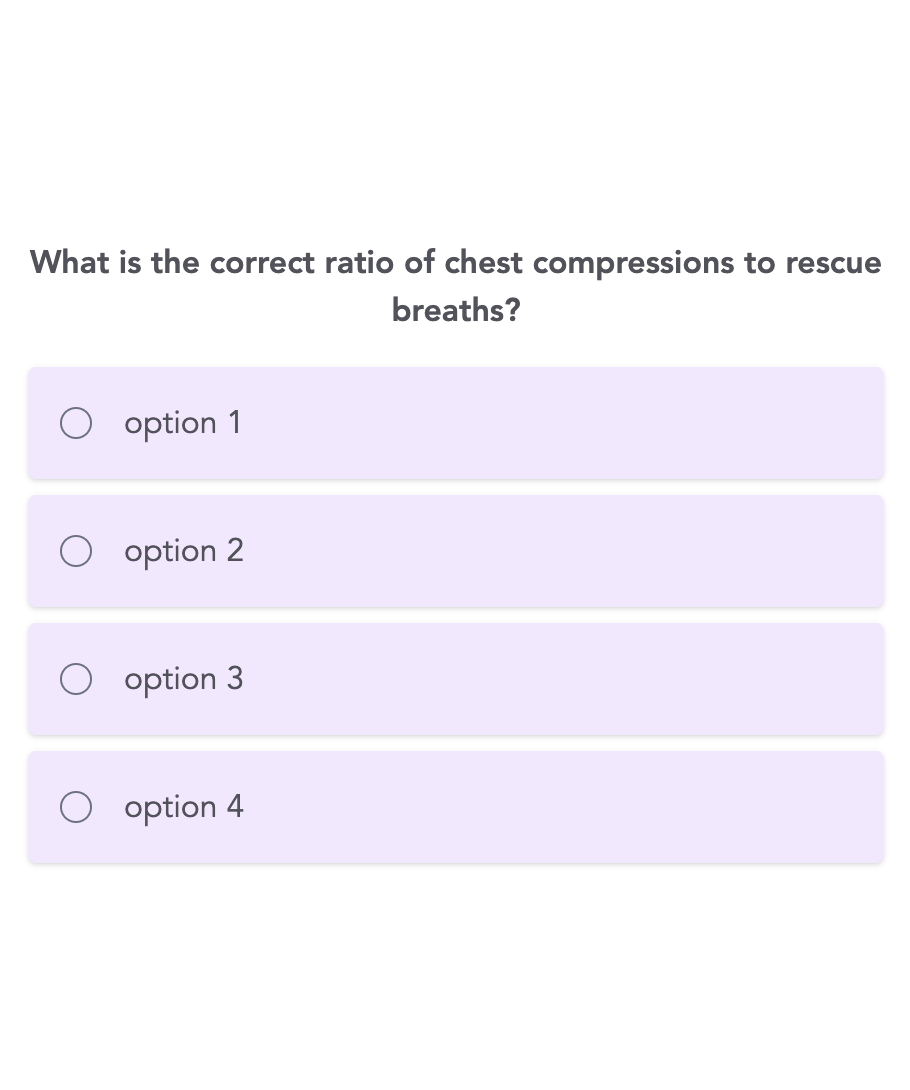 What is the correct ratio of chest compressions to rescue
breaths?
option 1
option 2
option 3
option 4